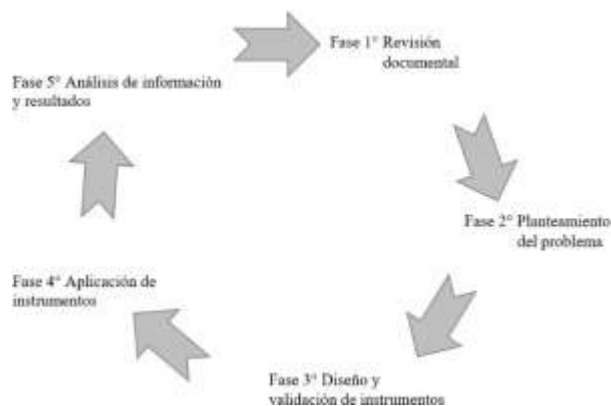 Fase 1° Revisión
documental
Fase 2° Planteamiento
del problema
Fase 3° Diseño y
validación de instrumentos
Fase 4° Aplicación de
instrumentos
Fase 5° Análisis de información
y resultados